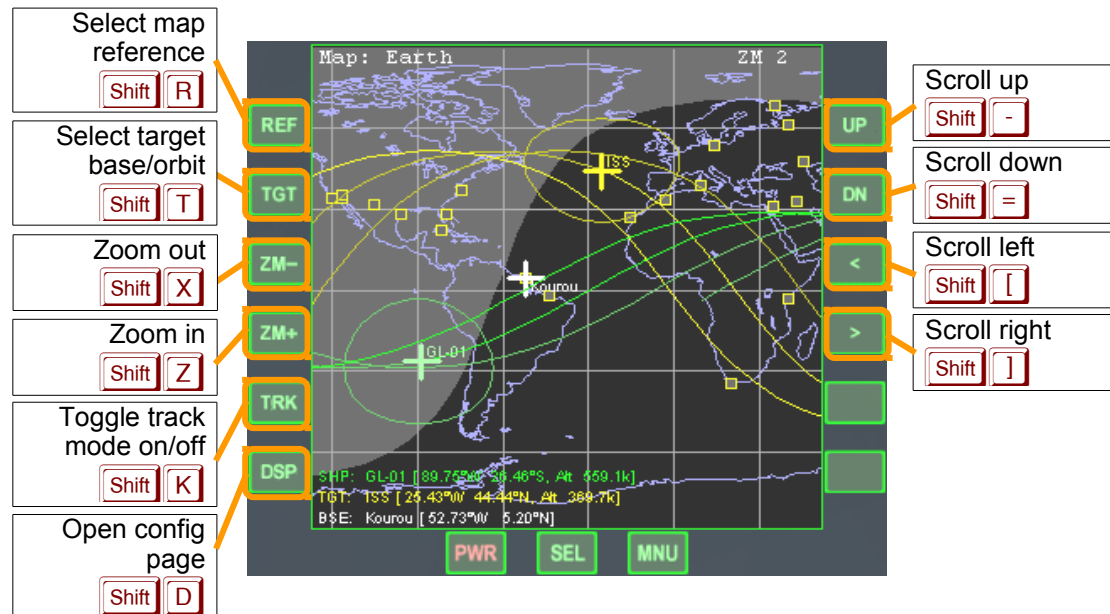 Select map
reference
Shift R
Select target
base/orbit
Shift T
Zoom out
Shift X
Zoom in
Shift Z
Toggle track
mode on/off
Shift K
Open config
page
Shift D
REF
TGT
ZM-
ZM+
TRK
DSP
Map: Earth ZM 2
ISS
Kourou
GL-01
SHP: GL-01 [ 89.75°W 26.46°S, Alt 559.1k]
TGT: ISS [ 25.43°W 44.44°N, Alt 369.7k]
BSE: Kourou [ 52.73°W 5.20°N]
PWR SEL MNU
UP
DN
<
>
Scroll up
Shift -
Scroll down
Shift =
Scroll left
Shift [
Scroll right
Shift ]